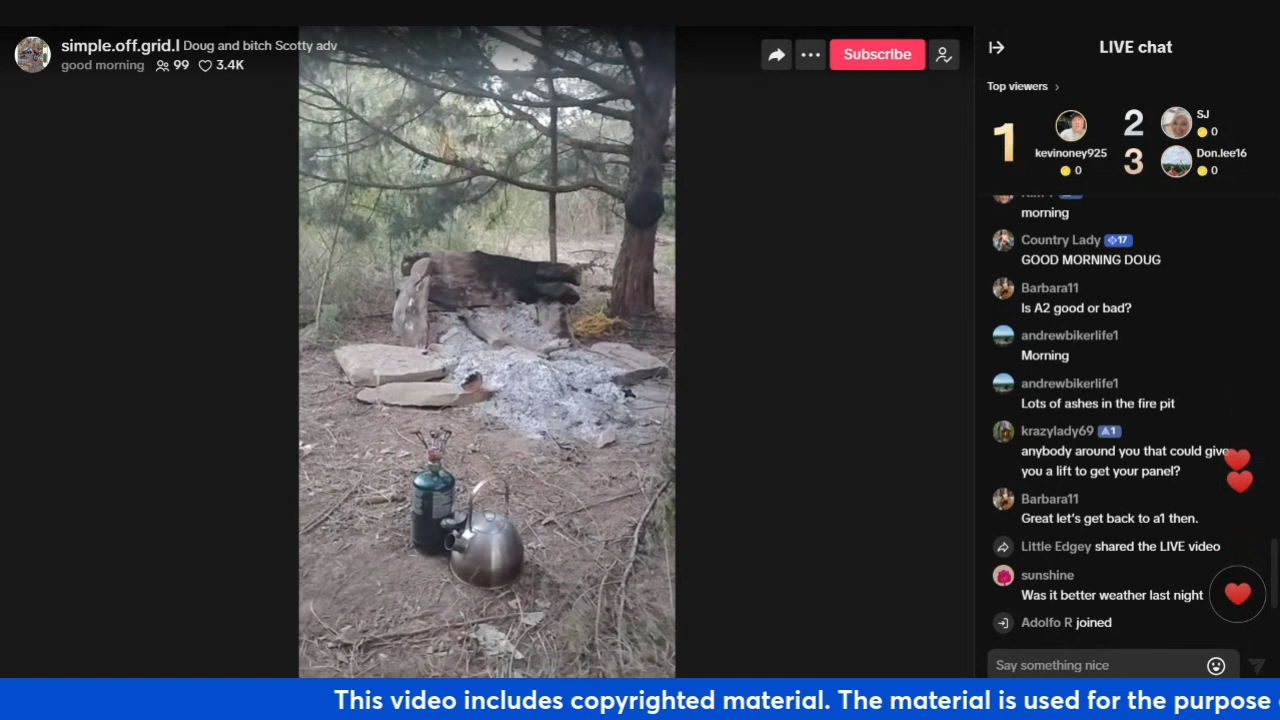 simple.off.grid.l Doug and bitch Scotty adv
good morning 99 3.4K
Subscribe
LIVE chat
Top viewers >
1
kevinoney925
0
2
SJ
0
3
Don.lee16
0
morning
Country Lady 17
GOOD MORNING DOUG
Barbara11
Is A2 good or bad?
andrewbikerlife1
Morning
andrewbikerlife1
Lots of ashes in the fire pit
krazylady69 1
anybody around you that could give
you a lift to get your panel?
Barbara11
Great let's get back to a1 then.
Little Edgey shared the LIVE video
sunshine
Was it better weather last night
Adolfo R joined
Say something nice
This video includes copyrighted material. The material is used for the purpose